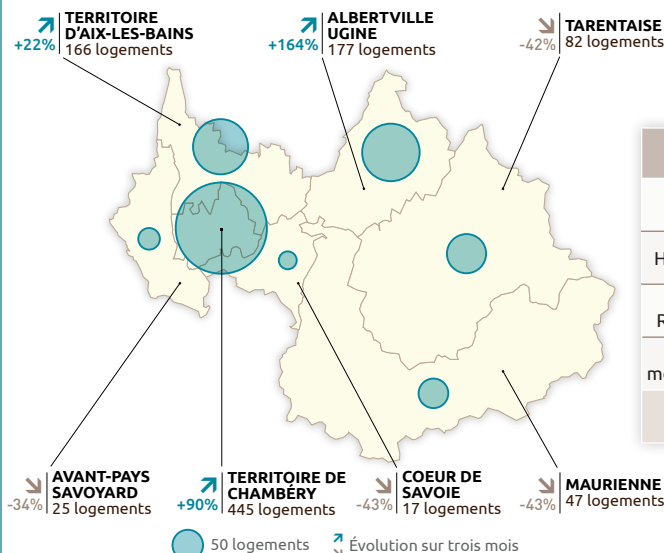 TERRITOIRE
D'AIX-LES-BAINS
+22% 166 logements
ALBERTVILLE
UGINE
+164% 177 logements
TARENTAISE
-42% 82 logements
H
R
AVANT-PAYS
SAVOYARD
-34% 25 logements
TERRITOIRE DE
CHAMBÉRY
+90% 445 logements
COEUR DE
SAVOIE
-43% 17 logements
MAURIENNE
-43% 47 logements
50 logements
Évolution sur trois mois